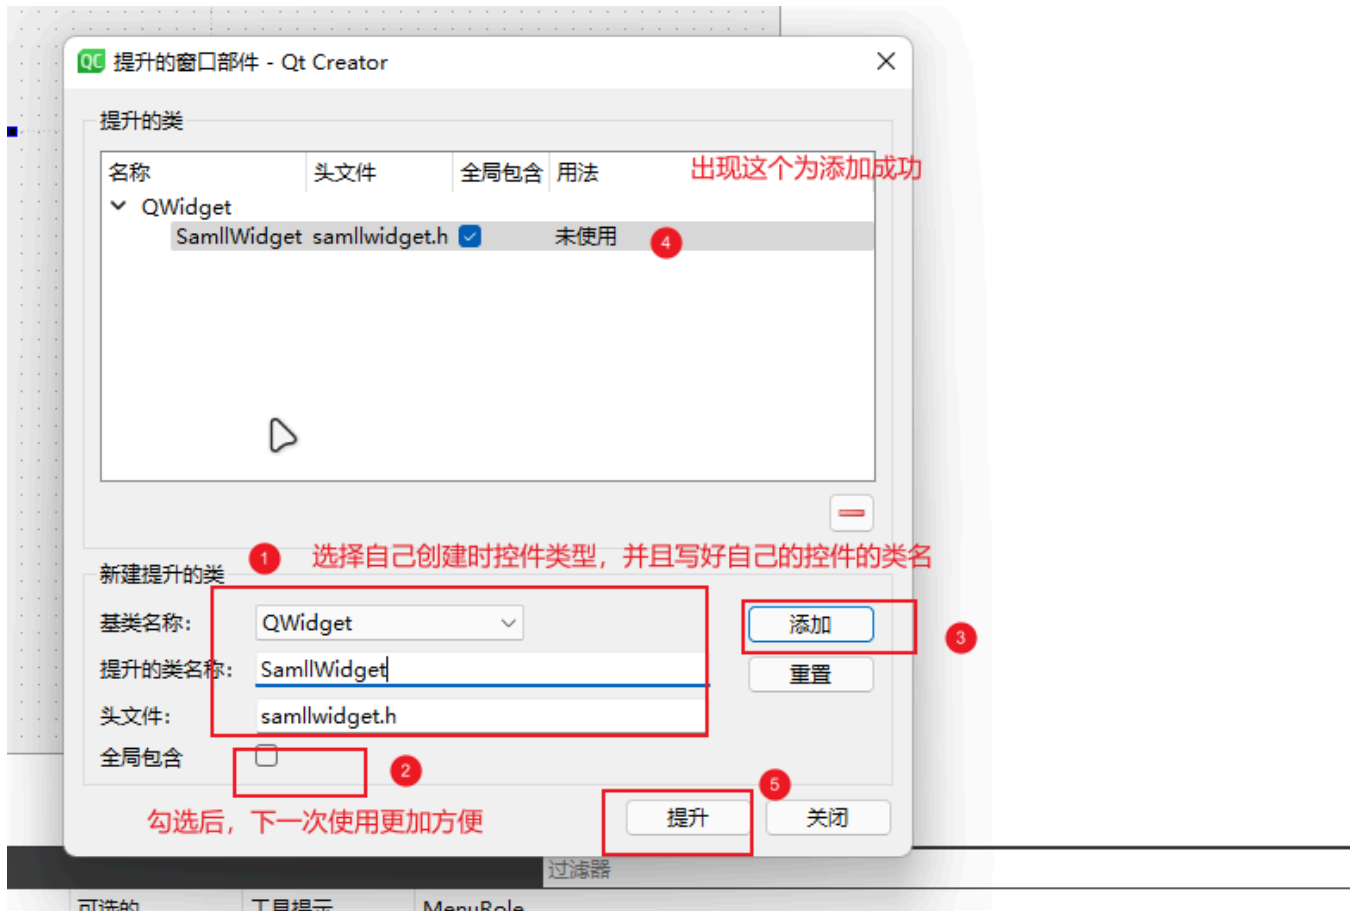 QC 提升的窗口部件 - Qt Creator
提升的类
名称 头文件 全局包含 用法 出现这个为添加成功
QWidget
SamllWidget samllwidget.h 未使用 4
1 选择自己创建时控件类型，并且写好自己的控件的类名
新建提升的类
基类名称: QWidget 添加 3
提升的类名称: SamllWidget 重置
头文件: samllwidget.h
全局包含 2
5
勾选后，下一次使用更加方便 提升 关闭
过滤器
可选的 工具提示 MenuRole